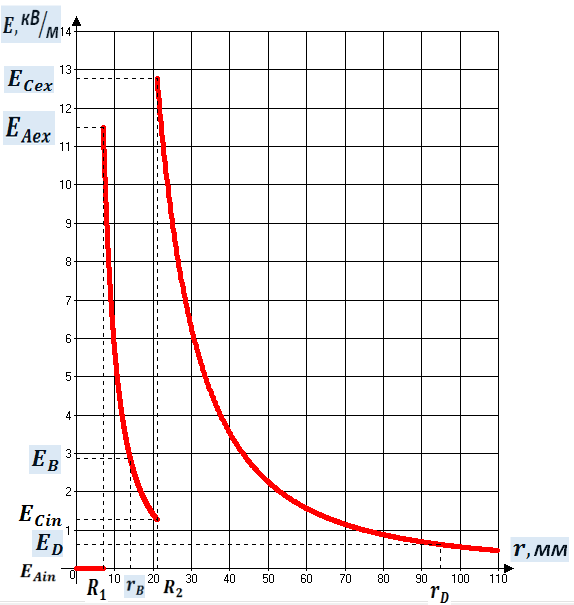 E, кВ/м
14
13
E_Cex
12
E_Aex
11
10
9
8
7
6
5
4
3
E_B
2
E_Cin
1
E_D
E_Ain
0 10 20 30 40 50 60 70 80 90 100 110
r, мм
R_1 r_B R_2 r_D